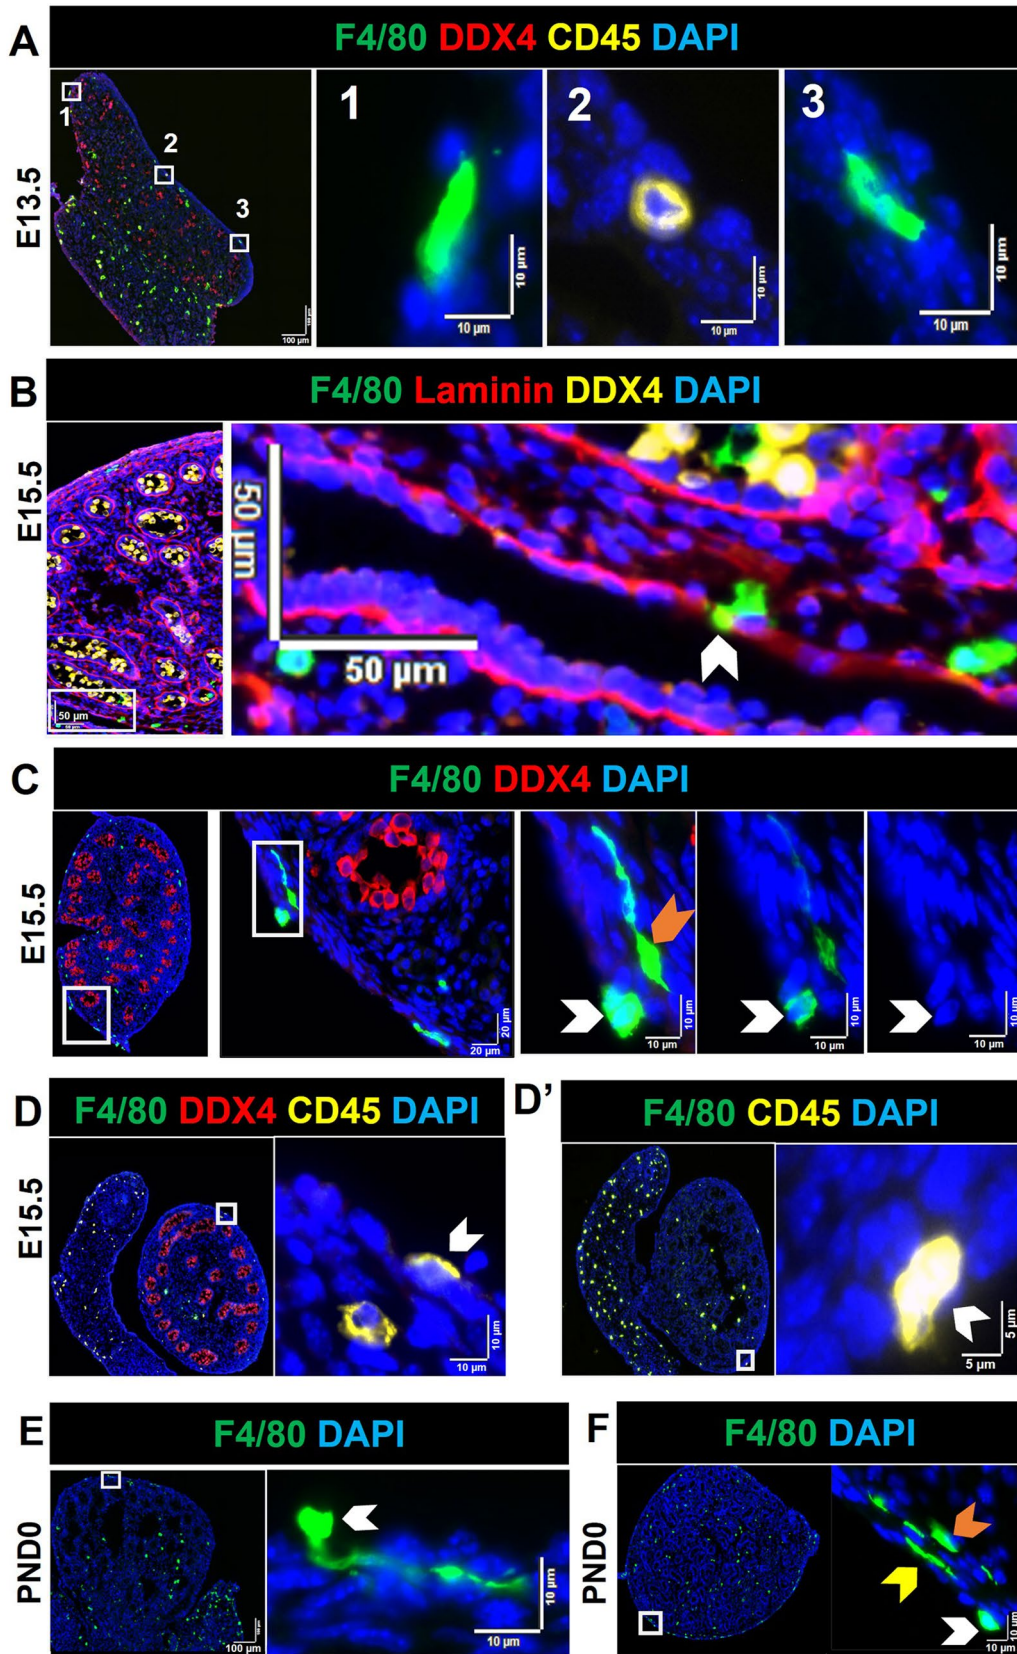 A
F4/80 DDX4 CD45 DAPI
E13.5
1
2
3
100 µm
1
10 µm
10 µm
2
10 µm
10 µm
3
10 µm
10 µm
B
F4/80 Laminin DDX4 DAPI
E15.5
50 µm
50 µm
50 µm
C
F4/80 DDX4 DAPI
E15.5
20 µm
20 µm
10 µm
10 µm
10 µm
10 µm
10 µm
10 µm
D
F4/80 DDX4 CD45 DAPI
E15.5
10 µm
10 µm
D’
F4/80 CD45 DAPI
5 µm
5 µm
E
F4/80 DAPI
PND0
100 µm
10 µm
10 µm
F
F4/80 DAPI
PND0
10 µm
10 µm